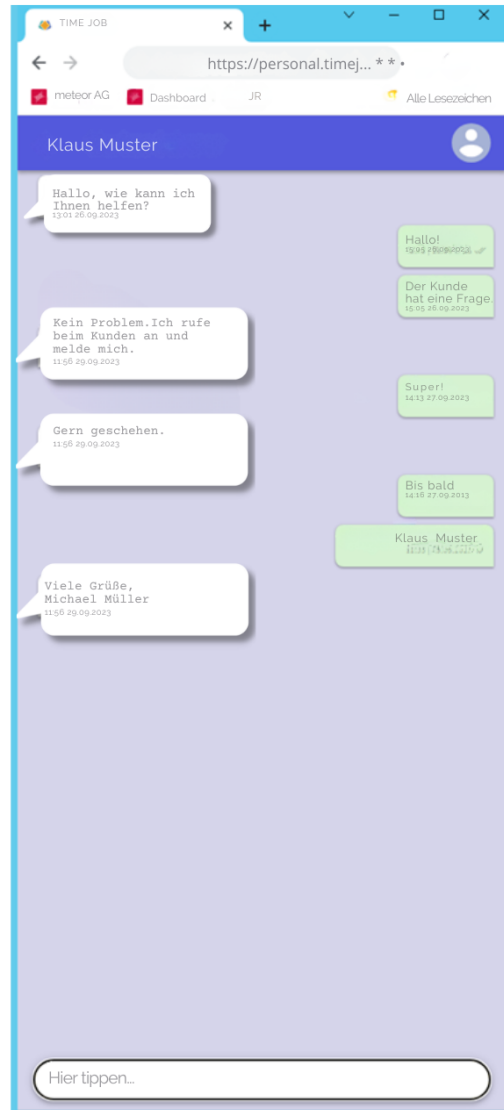 TIME JOB
https://personal.timej... * * •
meteor AG
Dashboard
JR
Alle Lesezeichen
Klaus Muster
Hallo, wie kann ich
Ihnen helfen?
13:01 26.09.2023
Hallo!
Der Kunde
hat eine Frage.
15:05 26.09.2023
Kein Problem.Ich rufe
beim Kunden an und
melde mich.
11:56 29.09.2023
Super!
14:13 27.09.2023
Gern geschehen.
11:56 29.09.2023
Bis bald
14:16 27.09.2013
Klaus Muster
Viele Grüße,
Michael Müller
11:56 29.09.2023
Hier tippen...